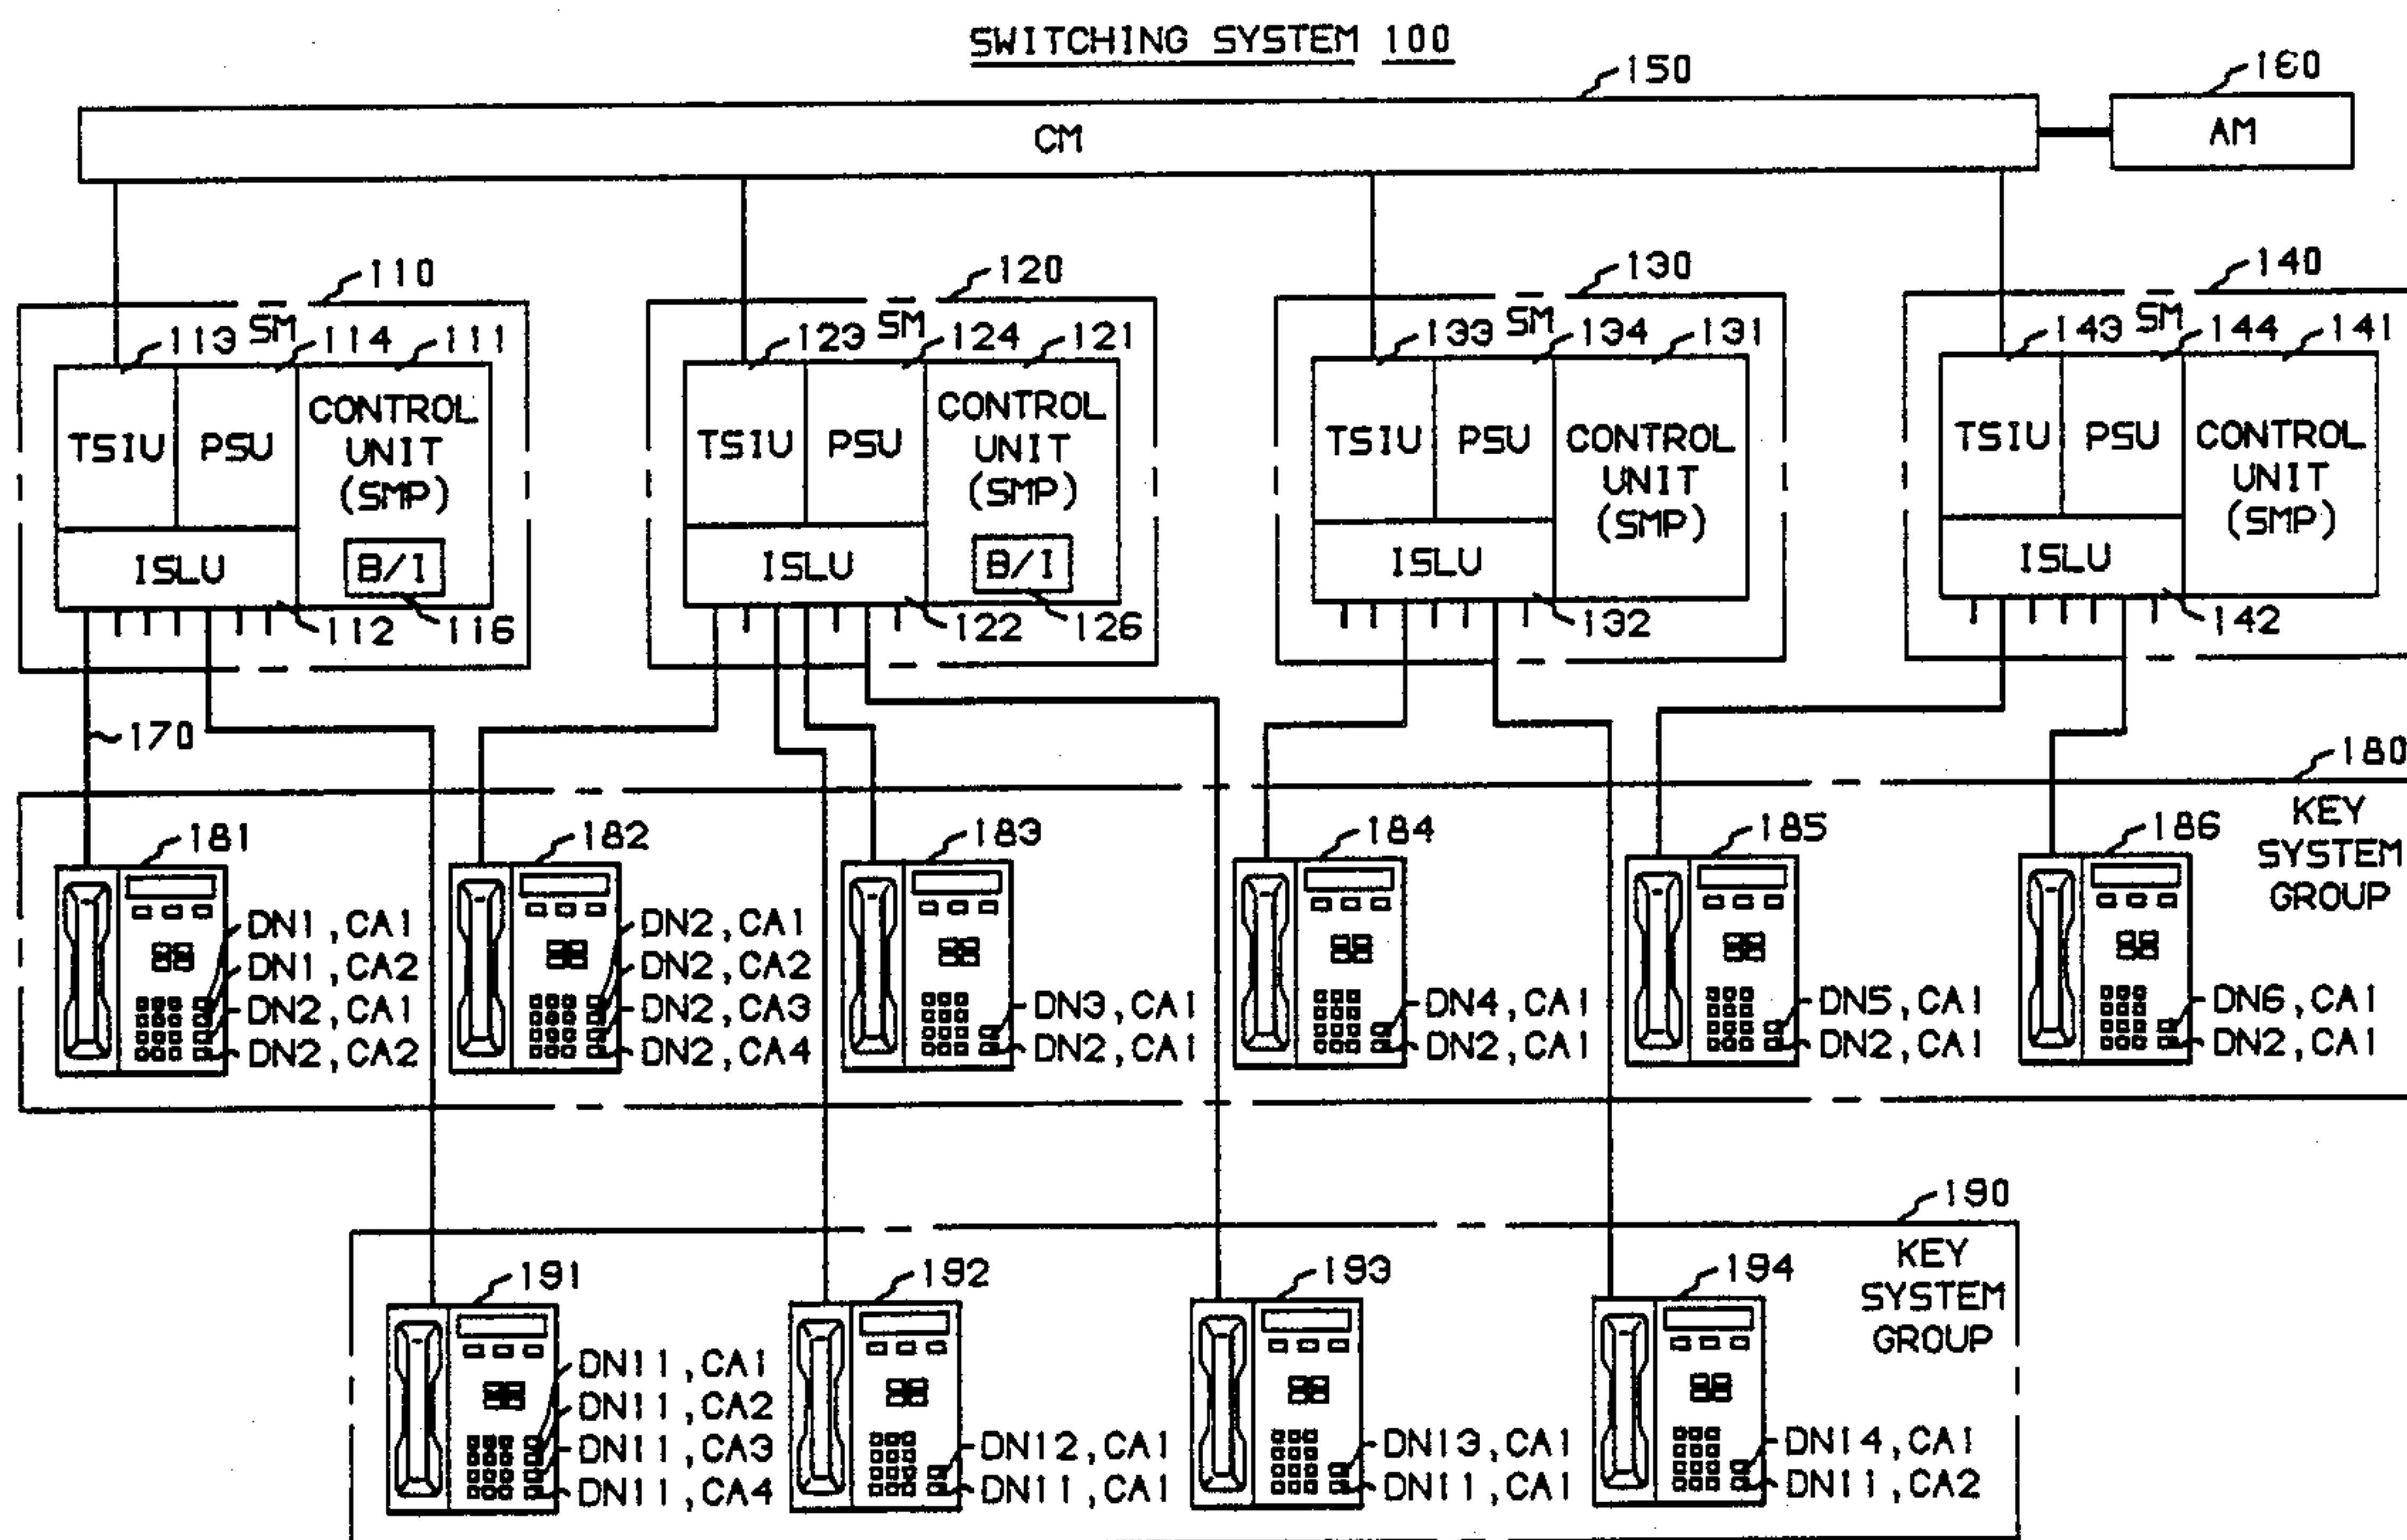 SWITCHING SYSTEM 100
150
160
CM
AM
110
120
130
140
SM
SM
SM
SM
113
114
111
123
124
121
133
134
131
143
144
141
TSIU
PSU
CONTROL
UNIT
(SMP)
TSIU
PSU
CONTROL
UNIT
(SMP)
TSIU
PSU
CONTROL
UNIT
(SMP)
TSIU
PSU
CONTROL
UNIT
(SMP)
ISLU
B/I
ISLU
B/I
ISLU
ISLU
112
116
122
126
132
142
170
180
KEY
SYSTEM
GROUP
181
DN1,CA1
DN1,CA2
DN2,CA1
DN2,CA2
182
DN2,CA1
DN2,CA2
DN2,CA3
DN2,CA4
183
DN3,CA1
DN2,CA1
184
DN4,CA1
DN2,CA1
185
DN5,CA1
DN2,CA1
186
DN6,CA1
DN2,CA1
190
KEY
SYSTEM
GROUP
191
DN11,CA1
DN11,CA2
DN11,CA3
DN11,CA4
192
DN12,CA1
DN11,CA1
193
DN13,CA1
DN11,CA1
194
DN14,CA1
DN11,CA2